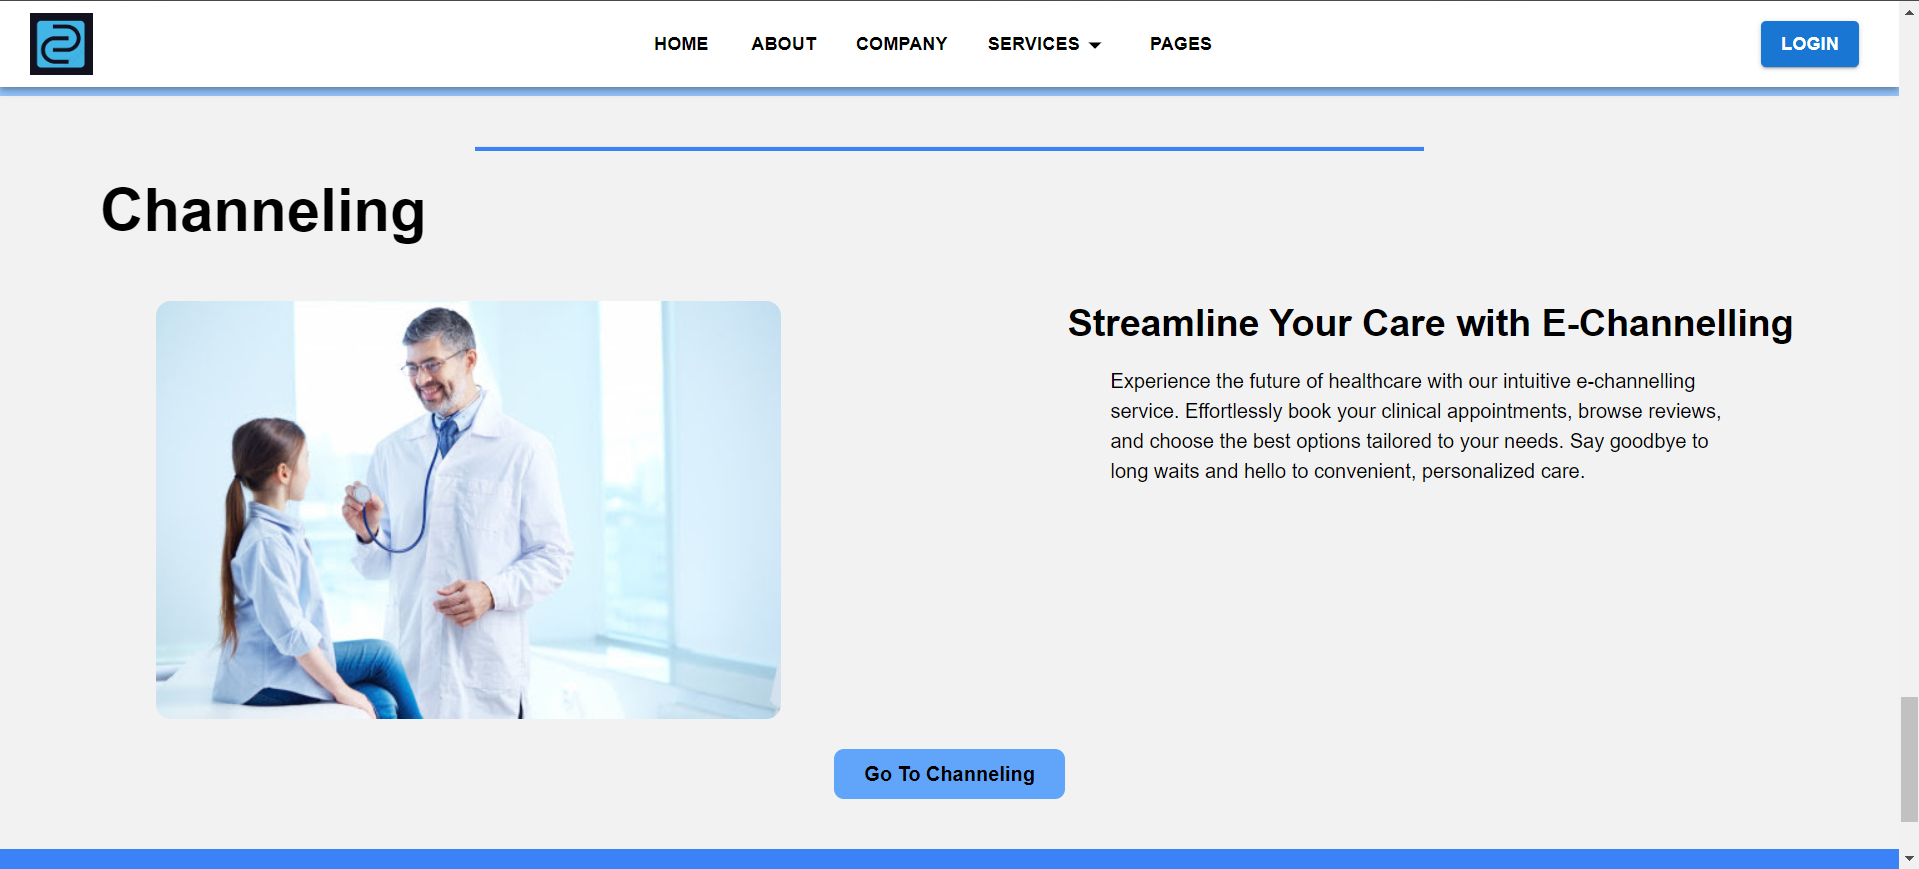 HOME ABOUT COMPANY SERVICES PAGES LOGIN
Channeling
Streamline Your Care with E-Channelling
Experience the future of healthcare with our intuitive e-channelling
service. Effortlessly book your clinical appointments, browse reviews,
and choose the best options tailored to your needs. Say goodbye to
long waits and hello to convenient, personalized care.
Go To Channeling